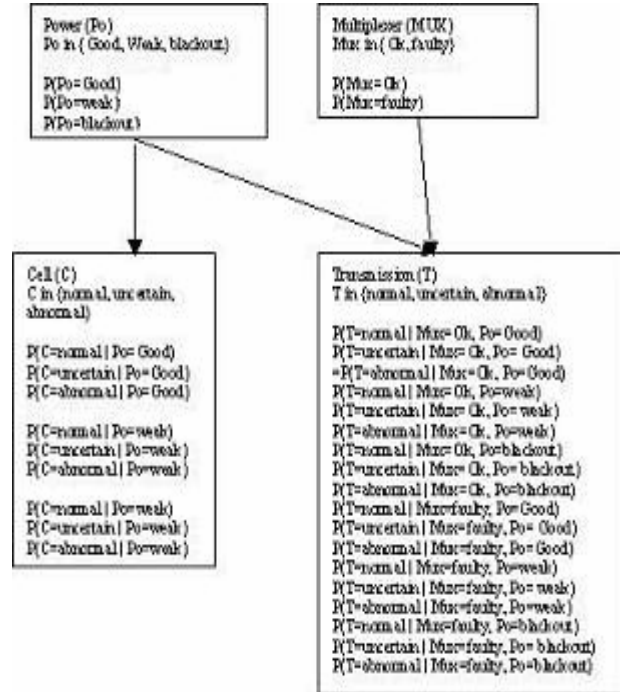 Power (Po)
Po in { Good, Weak, blackout}
P(Po=Good)
P(Po=weak)
P(Po=blackout)
Multiplexer (MUX)
Mux in { Ok, faulty}
P(Mux=Ok)
P(Mux=faulty)
Cell (C)
C in {normal, uncertain,
abnormal}
P(C=normal | Po=Good)
P(C=uncertain | Po=Good)
P(C=abnormal | Po=Good)
P(C=normal | Po=weak)
P(C=uncertain | Po=weak)
P(C=abnormal | Po=weak)
P(C=normal | Po=weak)
P(C=uncertain | Po=weak)
P(C=abnormal | Po=weak)
Transmission (T)
T in {normal, uncertain, abnormal}
P(T=normal | Mux=Ok, Po=Good)
P(T=uncertain | Mux=Ok, Po= Good)
=P(T=abnormal | Mux=Ok, Po=Good)
P(T=normal | Mux=Ok, Po=weak)
P(T=uncertain | Mux=Ok, Po= weak)
P(T=abnormal | Mux=Ok, Po=weak)
P(T=normal | Mux=Ok, Po=blackout)
P(T=uncertain | Mux=Ok, Po= blackout)
P(T=abnormal | Mux=Ok, Po=blackout)
P(T=normal | Mux=faulty, Po=Good)
P(T=uncertain | Mux=faulty, Po= Good)
P(T=abnormal | Mux=faulty, Po=Good)
P(T=normal | Mux=faulty, Po=weak)
P(T=uncertain | Mux=faulty, Po= weak)
P(T=abnormal | Mux=faulty, Po=weak)
P(T=normal | Mux=faulty, Po=blackout)
P(T=uncertain | Mux=faulty, Po= blackout)
P(T=abnormal | Mux=faulty, Po=blackout)